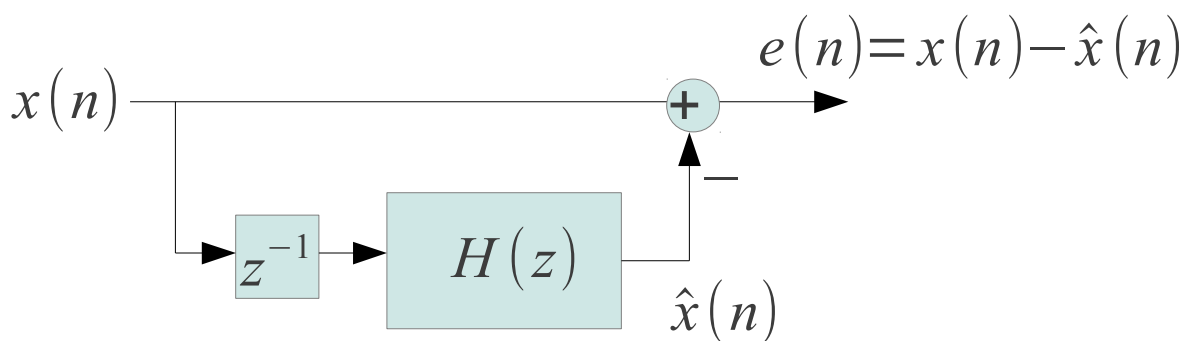 e(n)=x(n)−x̂(n)
x(n)
+
−
z⁻¹
H(z)
x̂(n)